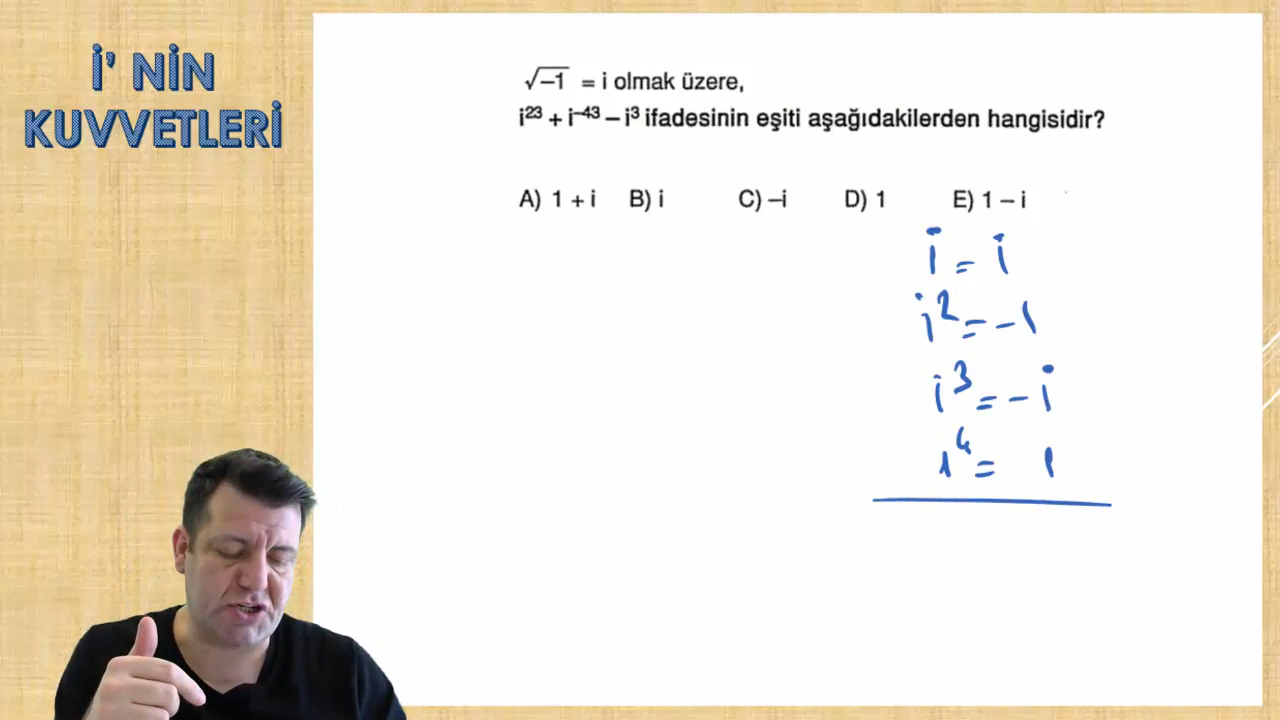 İ' NİN
KUVVETLERİ
√−1 = i olmak üzere,
i²³ + i⁻⁴³ – i³ ifadesinin eşiti aşağıdakilerden hangisidir?
A) 1 + i B) i C) –i D) 1 E) 1 – i
i = i
i² = -1
i³ = -i
i⁴ = 1